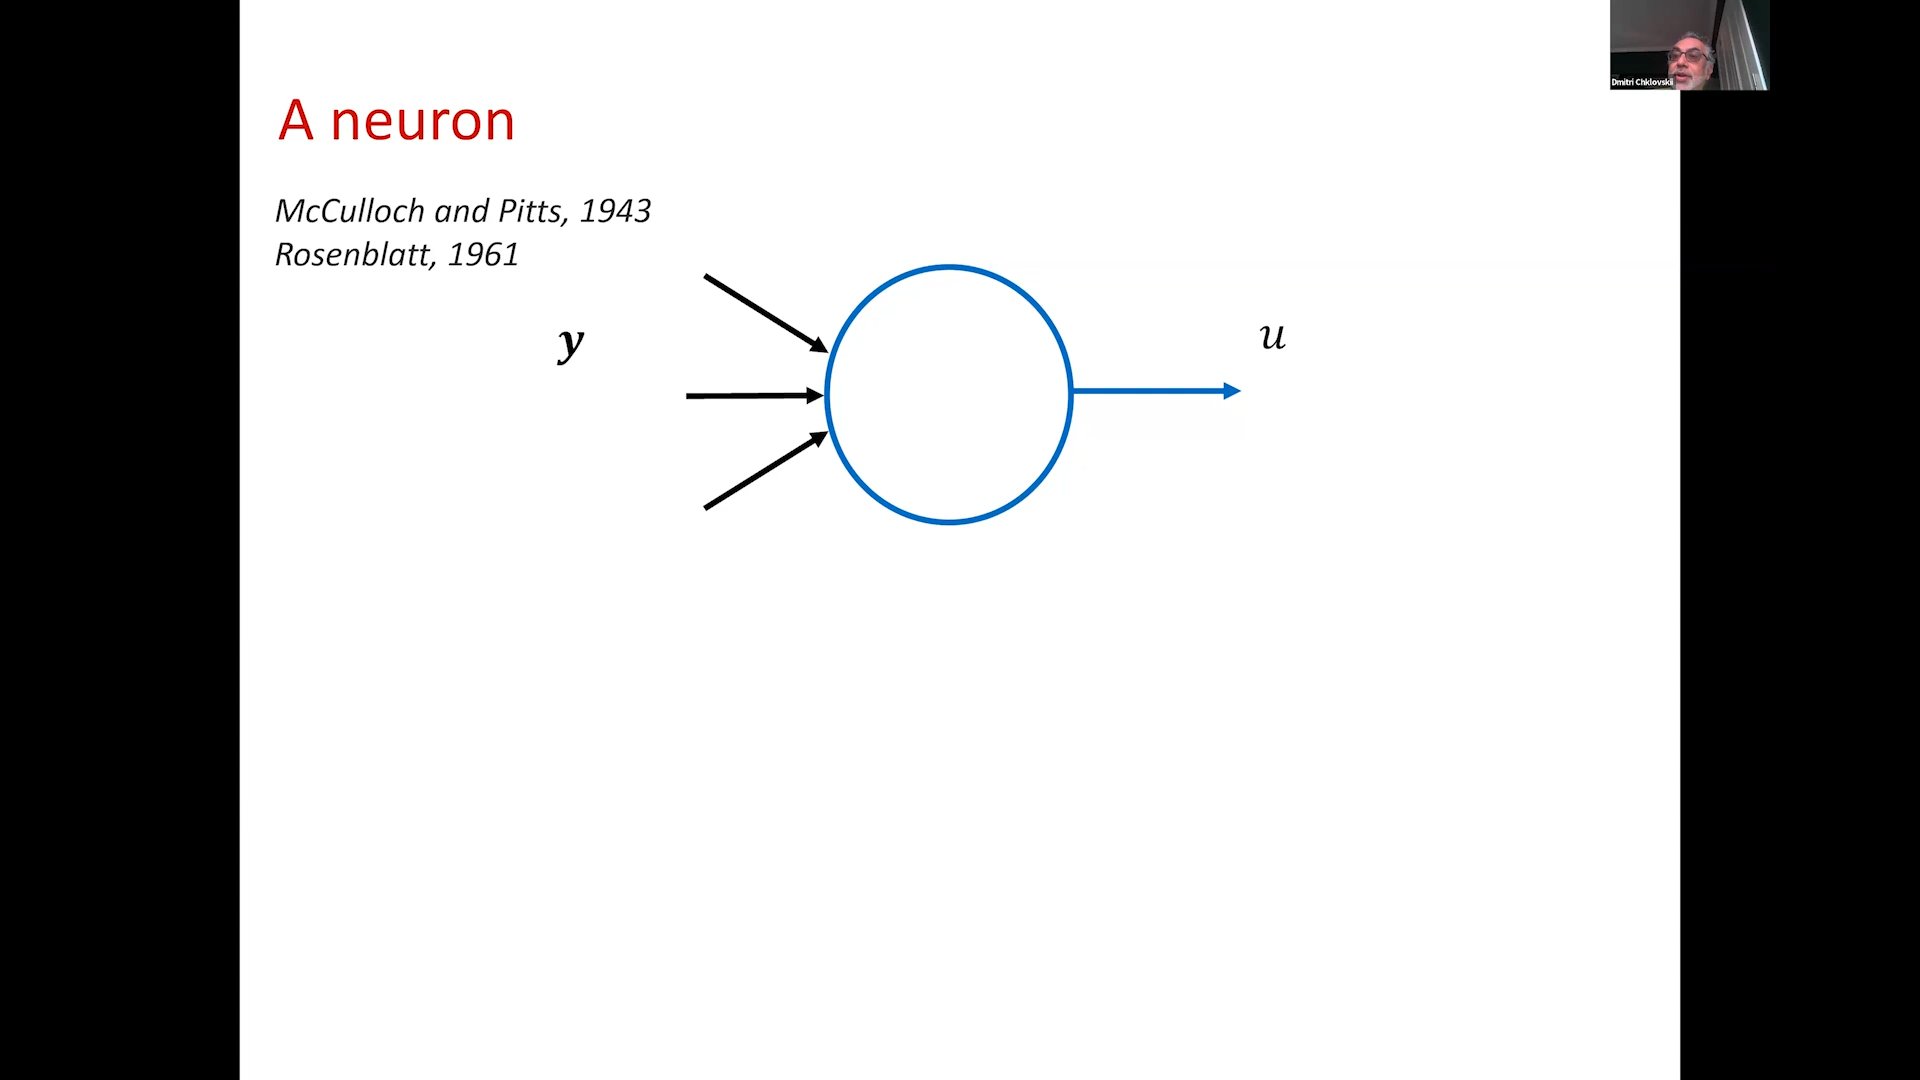 A neuron
McCulloch and Pitts, 1943
Rosenblatt, 1961
y
u
Dmitri Chklovskii